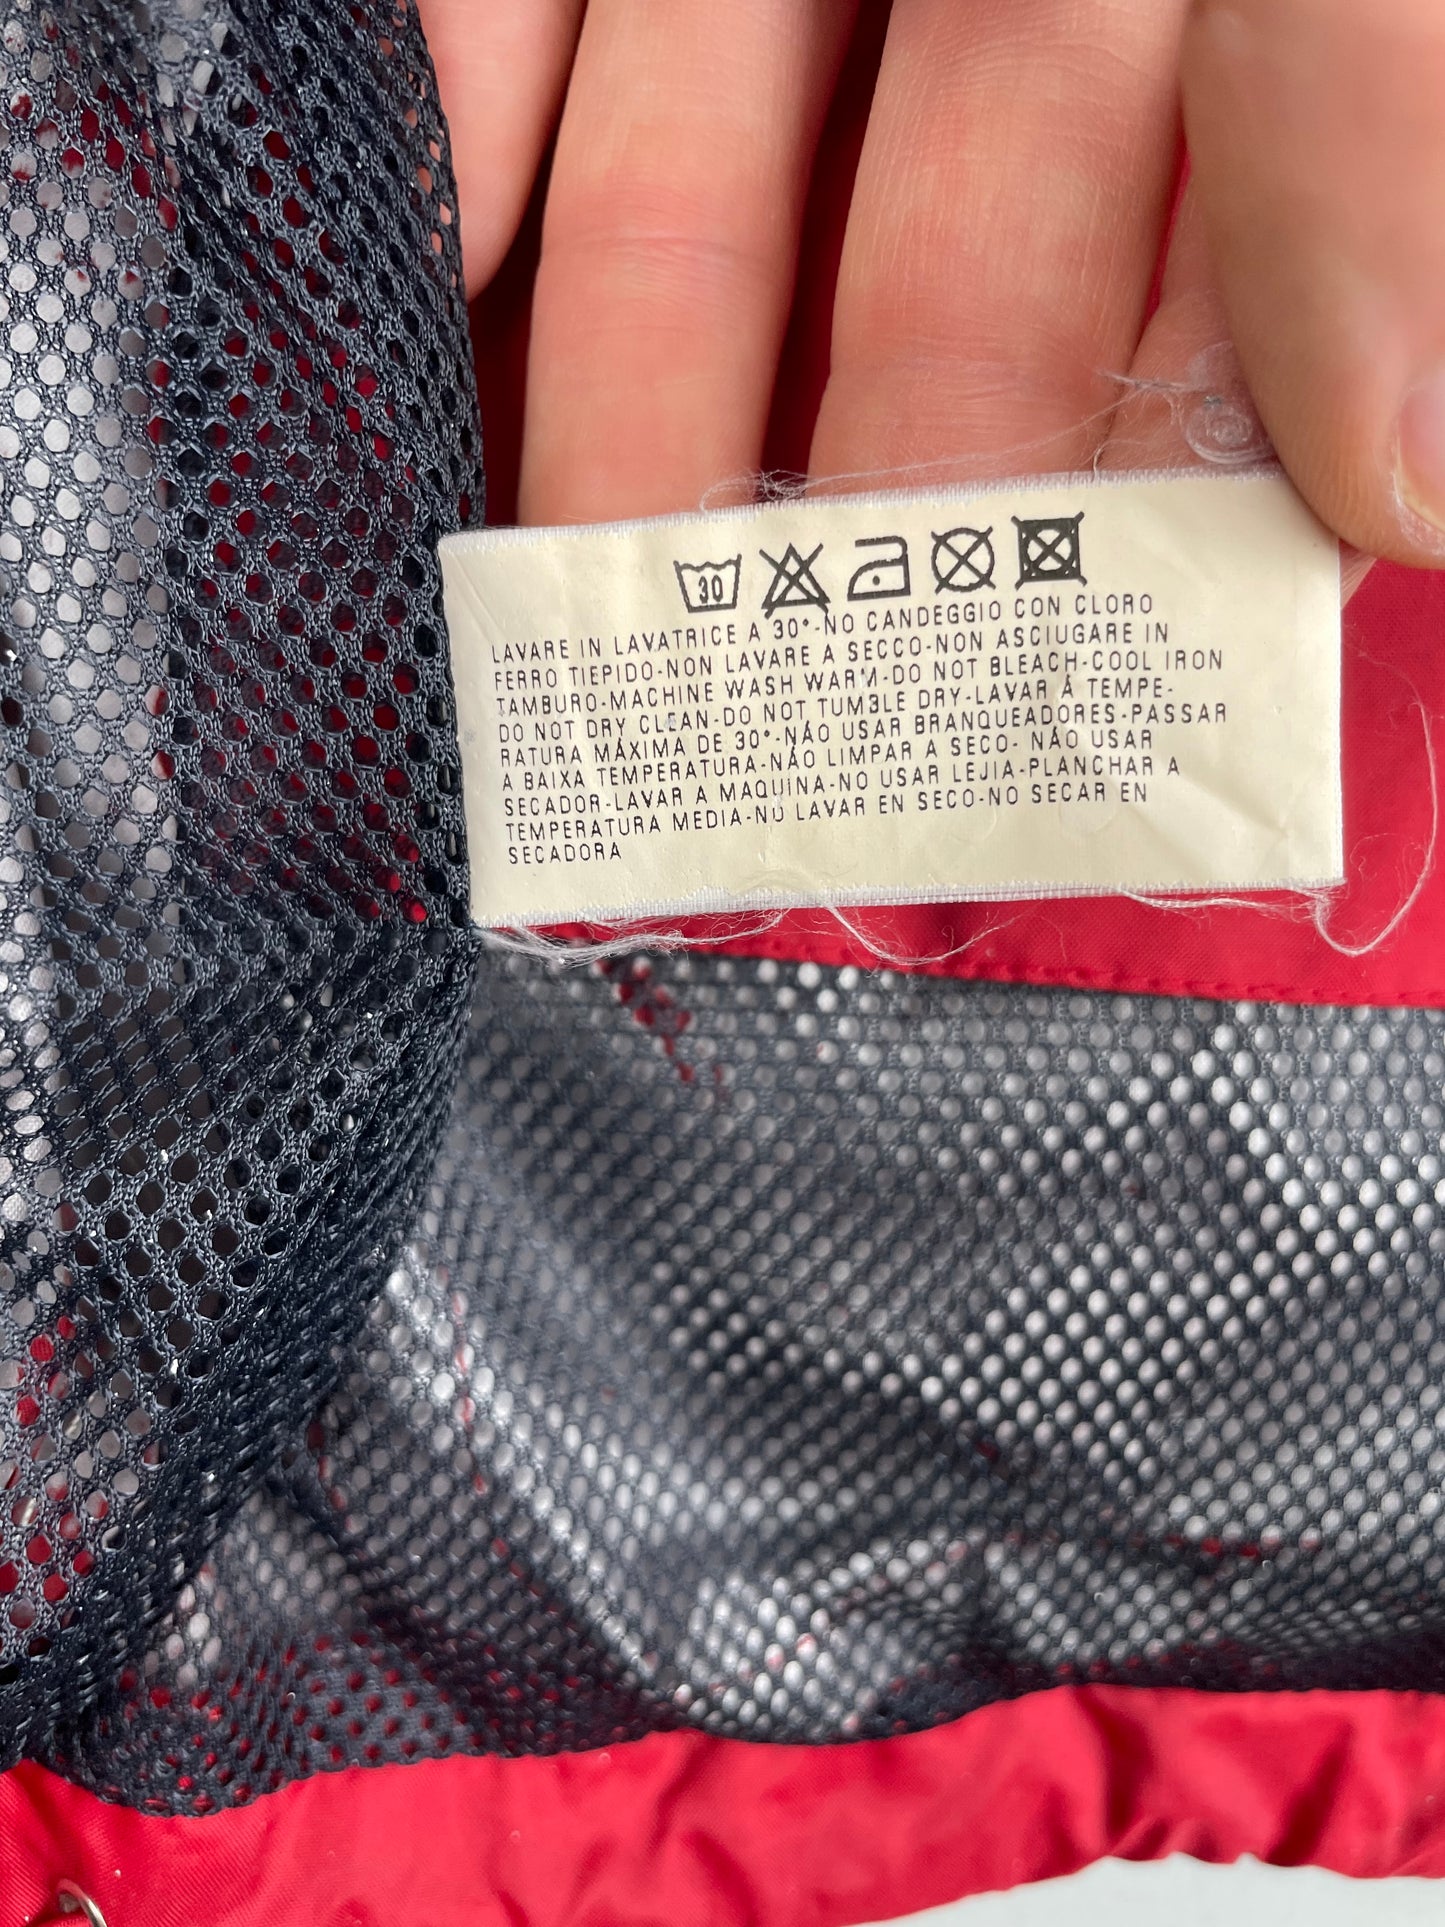 30
LAVARE IN LAVATRICE A 30°-NO CANDEGGIO CON CLORO
FERRO TIEPIDO-NON LAVARE A SECCO-NON ASCIUGARE IN
TAMBURO-MACHINE WASH WARM-DO NOT BLEACH-COOL IRON
DO NOT DRY CLEAN-DO NOT TUMBLE DRY-LAVAR Á TEMPE-
RATURA MÁXIMA DE 30°-NÁO USAR BRANQUEADORES-PASSAR
A BAIXA TEMPERATURA-NÁO LIMPAR A SECO- NÁO USAR
SECADOR-LAVAR A MAQUINA-NO USAR LEJIA-PLANCHAR A
TEMPERATURA MEDIA-NO LAVAR EN SECO-NO SECAR EN
SECADORA